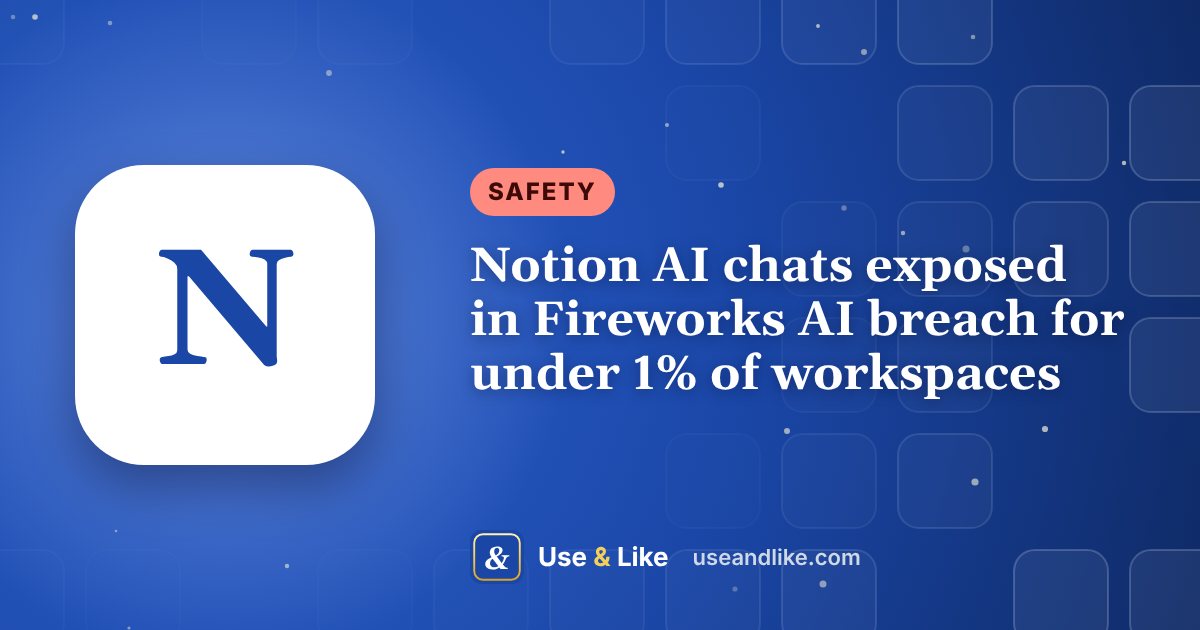 N
SAFETY
Notion AI chats exposed
in Fireworks AI breach for
under 1% of workspaces
& Use & Like useandlike.com